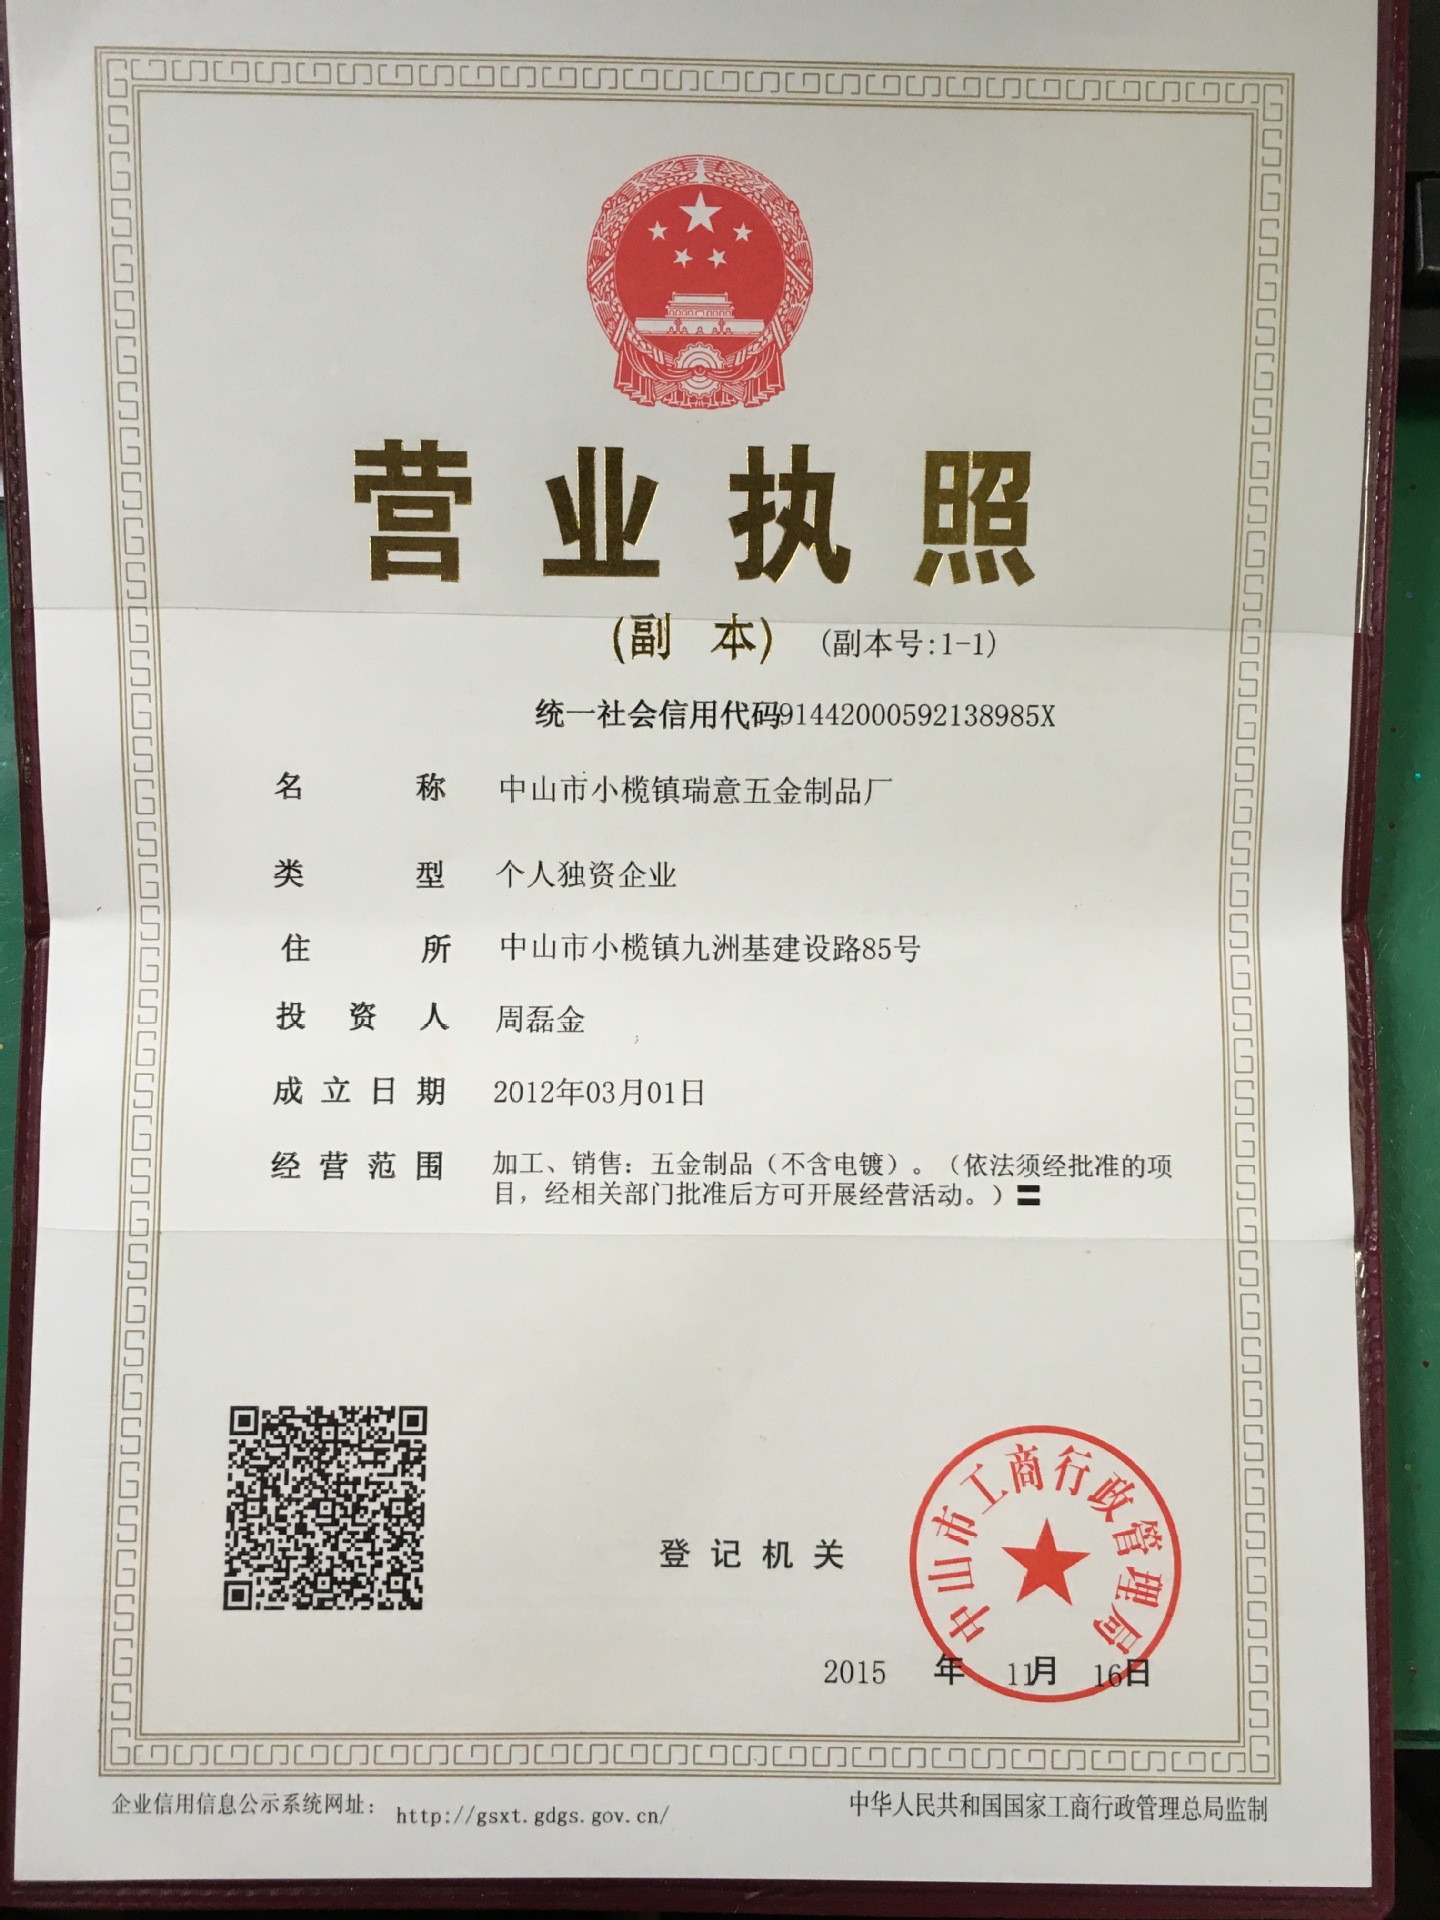 营业执照
(副 本) (副本号:1-1)
统一社会信用代码91442000592138985X
名称 中山市小榄镇瑞意五金制品厂
类型 个人独资企业
住所 中山市小榄镇九洲基建设路85号
投资人 周磊金
成立日期 2012年03月01日
经营范围 加工、销售：五金制品（不含电镀）。（依法须经批准的项
目，经相关部门批准后方可开展经营活动。）〓
中山市工商行政管理局
登记机关
2015 年 11月 16日
企业信用信息公示系统网址： http://gsxt.gdgs.gov.cn/
中华人民共和国国家工商行政管理总局监制